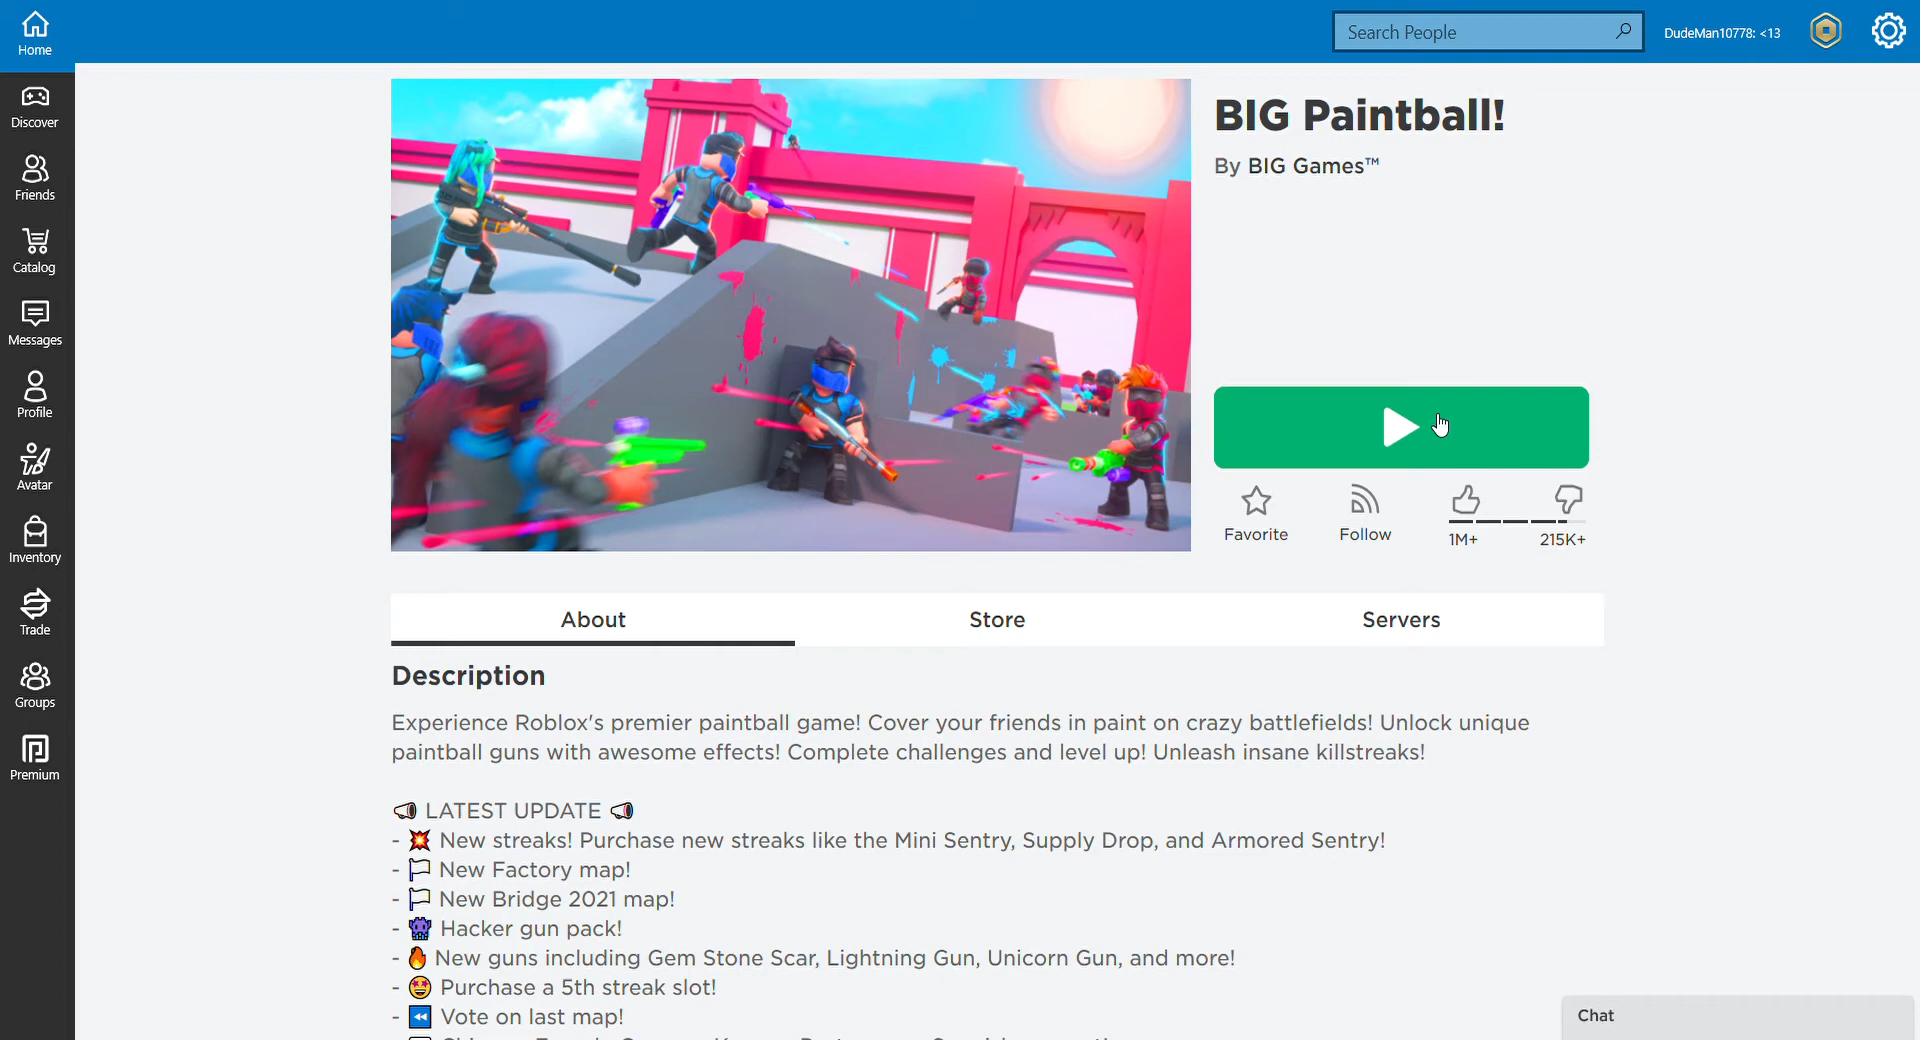 Home
Search People
DudeMan10778: <13
Discover
Friends
Catalog
Messages
Profile
Avatar
Inventory
Trade
Groups
Premium
BIG Paintball!
By BIG Games™
Favorite
Follow
1M+
215K+
About
Store
Servers
Description
Experience Roblox's premier paintball game! Cover your friends in paint on crazy battlefields! Unlock unique
paintball guns with awesome effects! Complete challenges and level up! Unleash insane killstreaks!
📣 LATEST UPDATE 📣
- 💥 New streaks! Purchase new streaks like the Mini Sentry, Supply Drop, and Armored Sentry!
- 🏳 New Factory map!
- 🏳 New Bridge 2021 map!
- 👾 Hacker gun pack!
- 🔥 New guns including Gem Stone Scar, Lightning Gun, Unicorn Gun, and more!
- 🤩 Purchase a 5th streak slot!
- ⏪ Vote on last map!
Chat